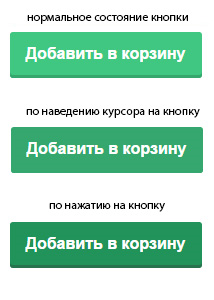 нормальное состояние кнопки
Добавить в корзину
по наведению курсора на кнопку
Добавить в корзину
по нажатию на кнопку
Добавить в корзину